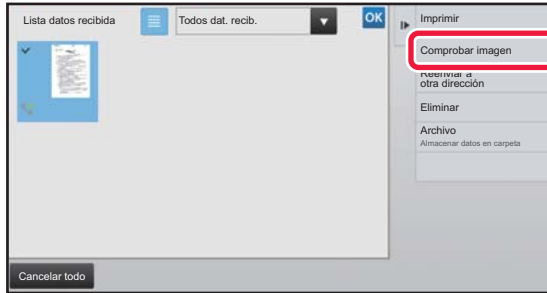 Lista datos recibida
Todos dat. recib.
OK
Imprimir
Comprobar imagen
Reenviar a
otra dirección
Eliminar
Archivo
Almacenar datos en carpeta
Cancelar todo